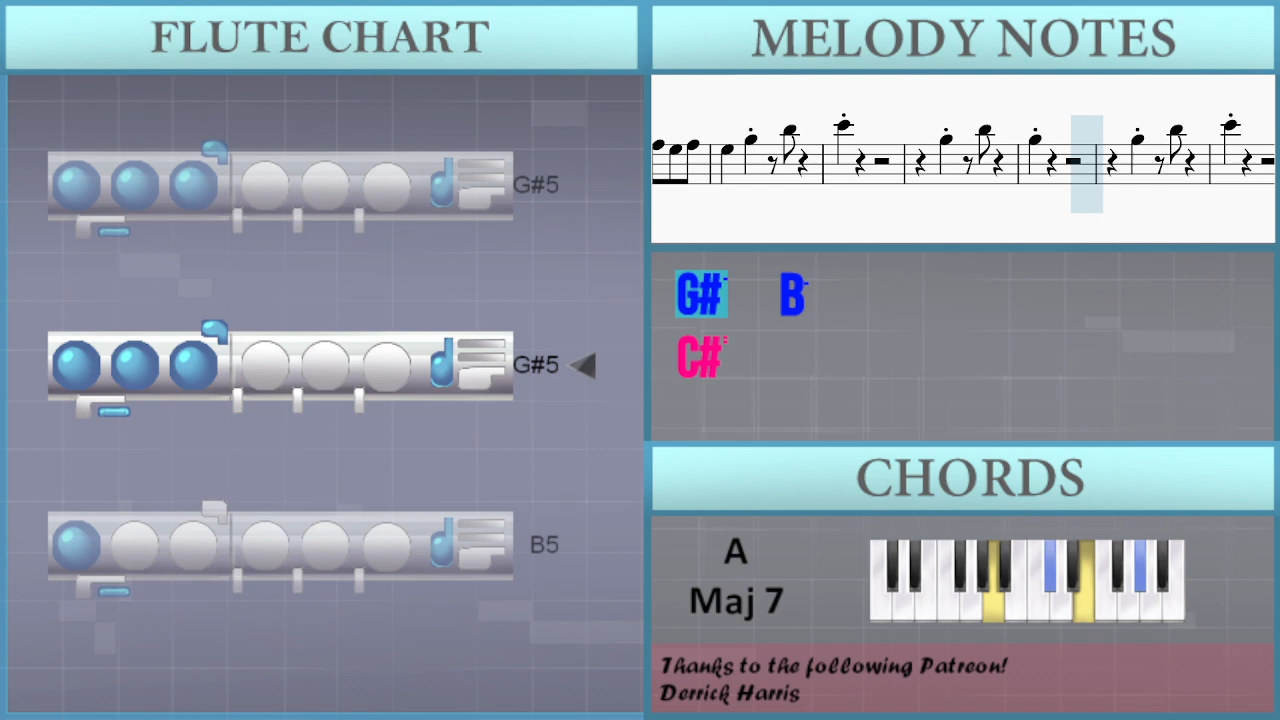 FLUTE CHART
G#5
G#5
B5
MELODY NOTES
G# B
C#
CHORDS
A
Maj 7
Thanks to the following Patreon!
Derrick Harris